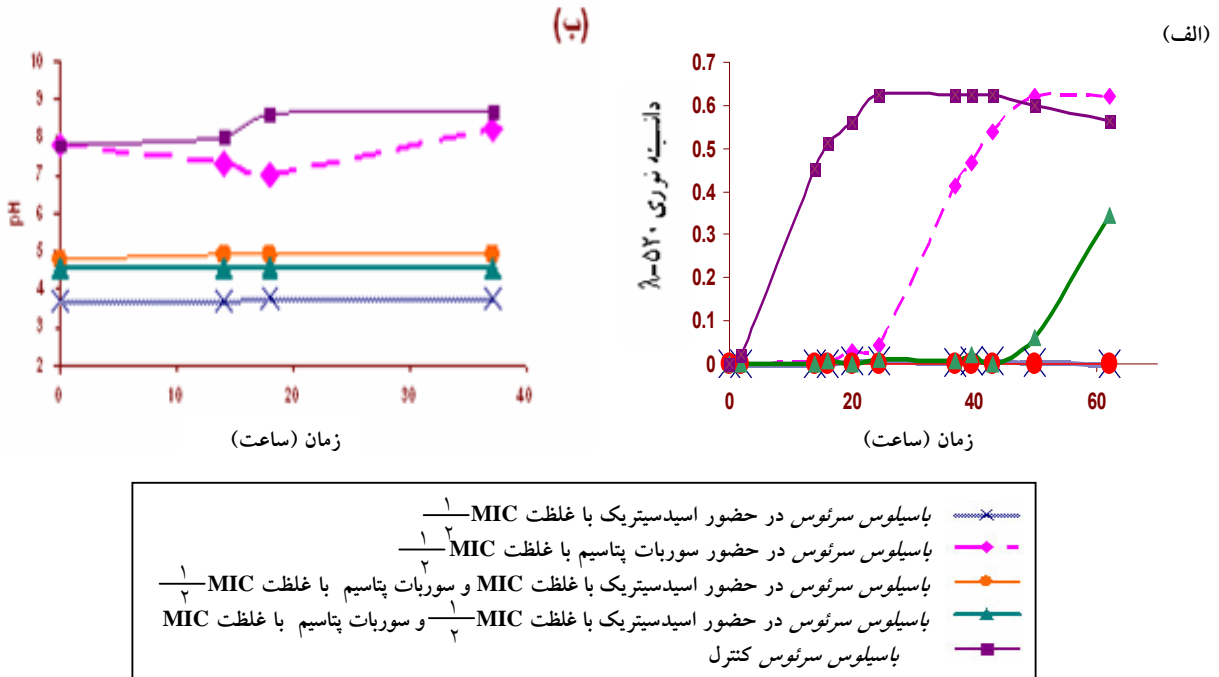 (الف)
0.7
0.6
0.5
0.4
0.3
0.2
0.1
0
دانسیته نوری λ=۵۲۰
0 20 40 60
زمان (ساعت)
(ب)
10
9
8
7
6
5
4
3
2
pH
0 10 20 30 40
زمان (ساعت)
باسیلوس سرئوس در حضور اسیدسیتریک با غلظت MIC ۱/۲
باسیلوس سرئوس در حضور سوربات پتاسیم با غلظت MIC ۱/۲
باسیلوس سرئوس در حضور اسیدسیتریک با غلظت MIC و سوربات پتاسیم با غلظت MIC ۱/۲
باسیلوس سرئوس در حضور اسیدسیتریک با غلظت MIC ۱/۲ و سوربات پتاسیم با غلظت MIC
باسیلوس سرئوس کنترل